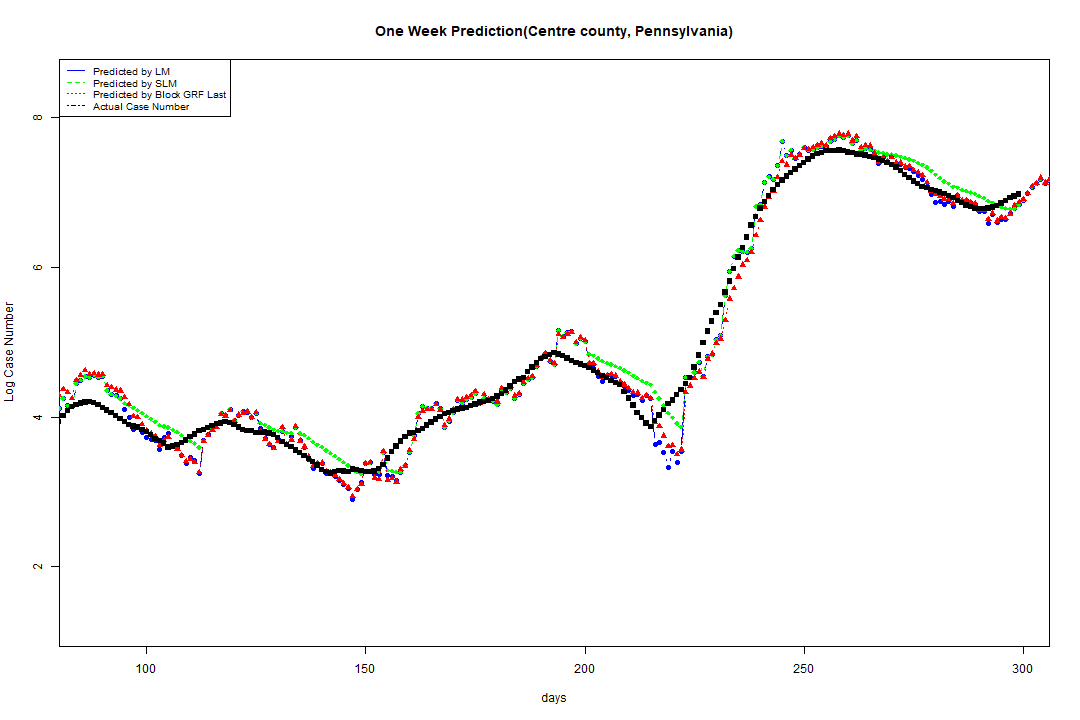 One Week Prediction(Centre county, Pennsylvania)
Predicted by LM
Predicted by SLM
Predicted by Block GRF Last
Actual Case Number
Log Case Number
8
6
4
2
100 150 200 250 300
days